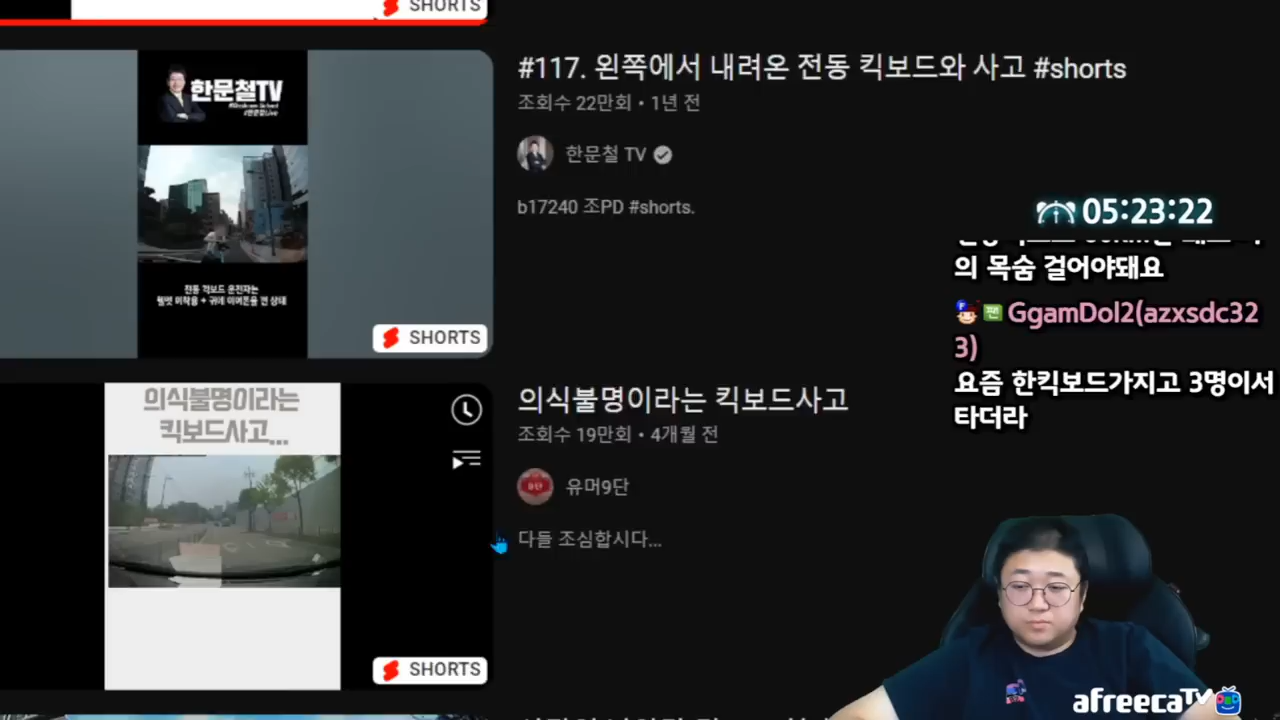 SHORTS
#117. 왼쪽에서 내려온 전동 킥보드와 사고 #shorts
조회수 22만회 • 1년 전
한문철 TV
b17240 조PD #shorts.
한문철TV
전동 킥보드 운전자는
헬멧 미착용 + 귀에 이어폰을 낀 상태
SHORTS
05:23:22
의 목숨 걸어야돼요
GgamDol2(azxsdc32
3)
요즘 한킥보드가지고 3명이서
타더라
의식불명이라는
킥보드사고...
의식불명이라는 킥보드사고
조회수 19만회 • 4개월 전
유머9단
다들 조심합시다...
SHORTS
afreecaTV